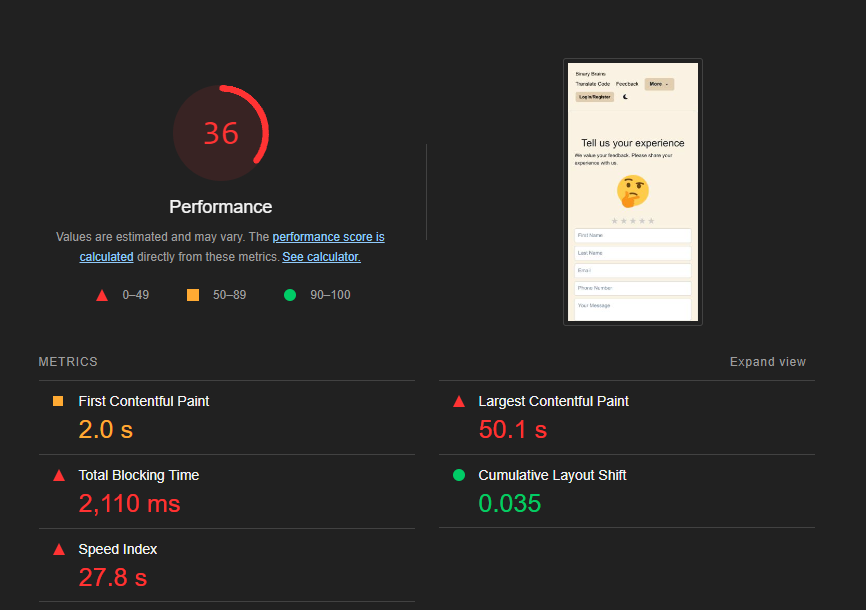 36
Performance
Values are estimated and may vary. The performance score is
calculated directly from these metrics. See calculator.
0–49
50–89
90–100
Binary Brains
Translate Code Feedback More
Login/Register
Tell us your experience
We value your feedback. Please share your
experience with us.
First Name
Last Name
Email
Phone Number
Your Message
METRICS
Expand view
First Contentful Paint
2.0 s
Largest Contentful Paint
50.1 s
Total Blocking Time
2,110 ms
Cumulative Layout Shift
0.035
Speed Index
27.8 s